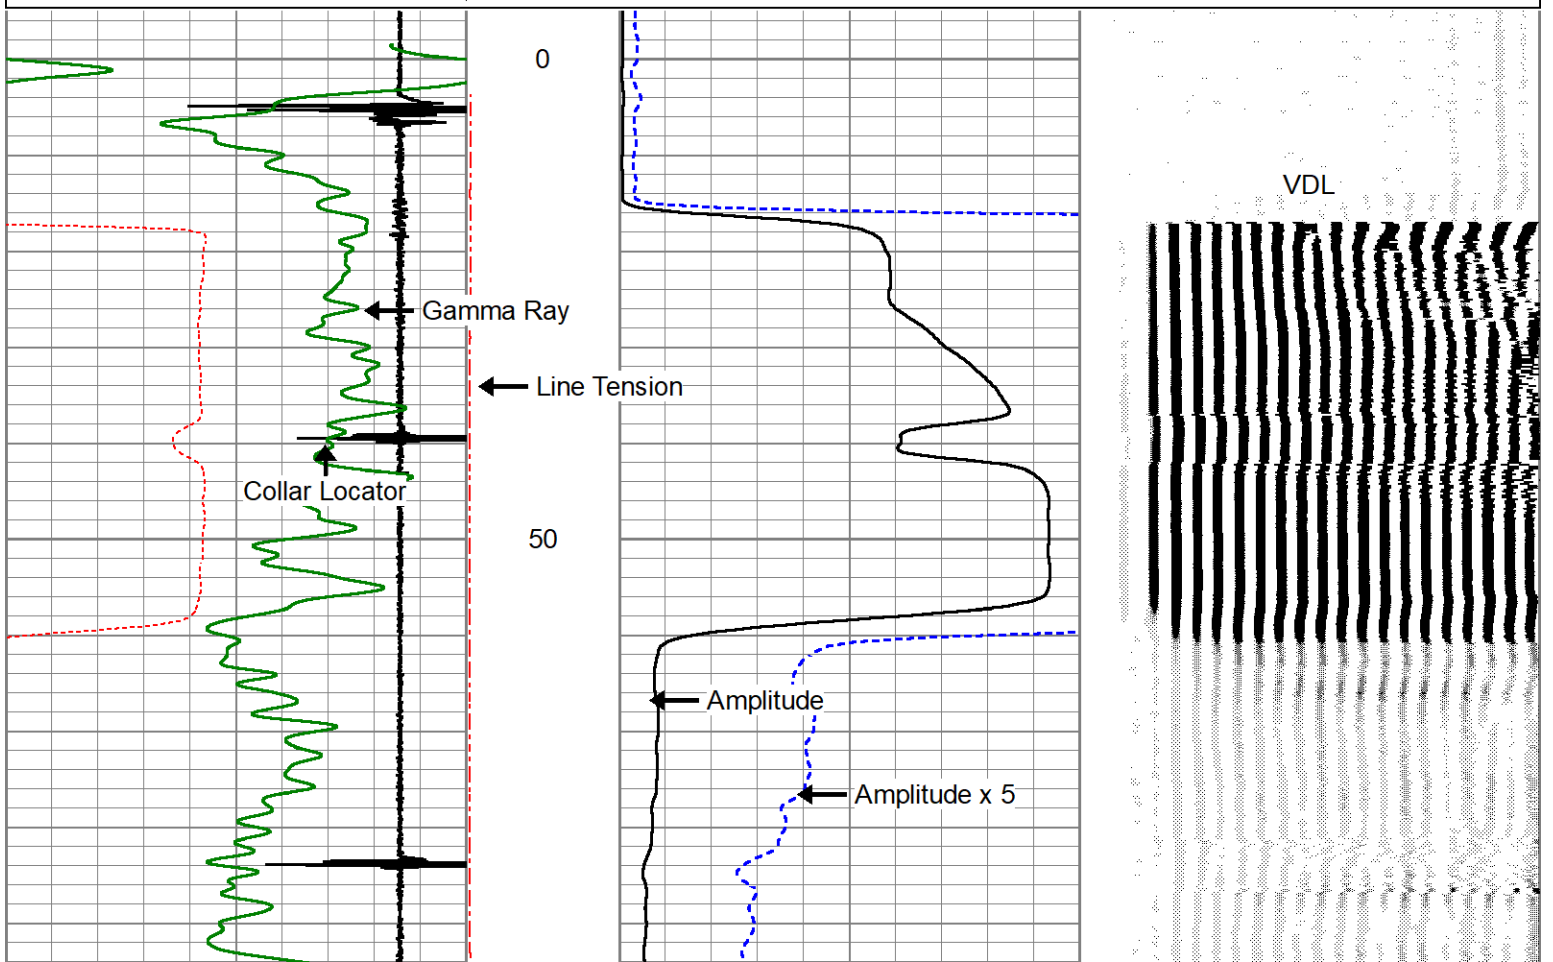 0
VDL
Gamma Ray
Line Tension
Collar Locator
50
Amplitude
Amplitude x 5